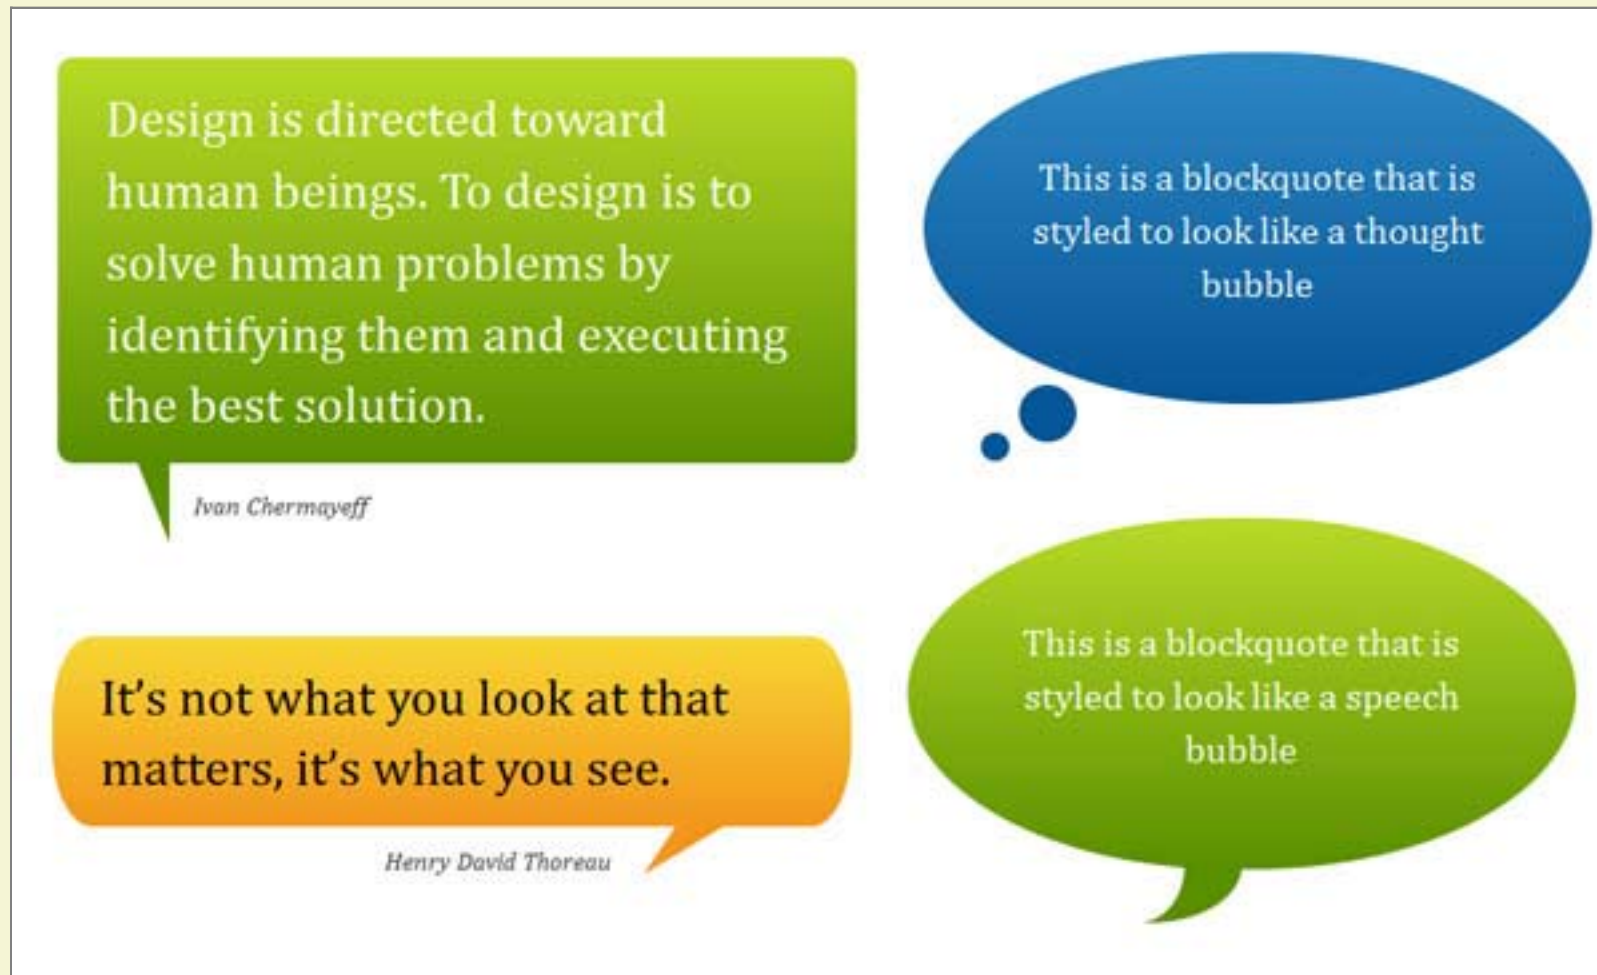 Design is directed toward
human beings. To design is to
solve human problems by
identifying them and executing
the best solution.
Ivan Chermayeff
It’s not what you look at that
matters, it’s what you see.
Henry David Thoreau
This is a blockquote that is
styled to look like a thought
bubble
This is a blockquote that is
styled to look like a speech
bubble